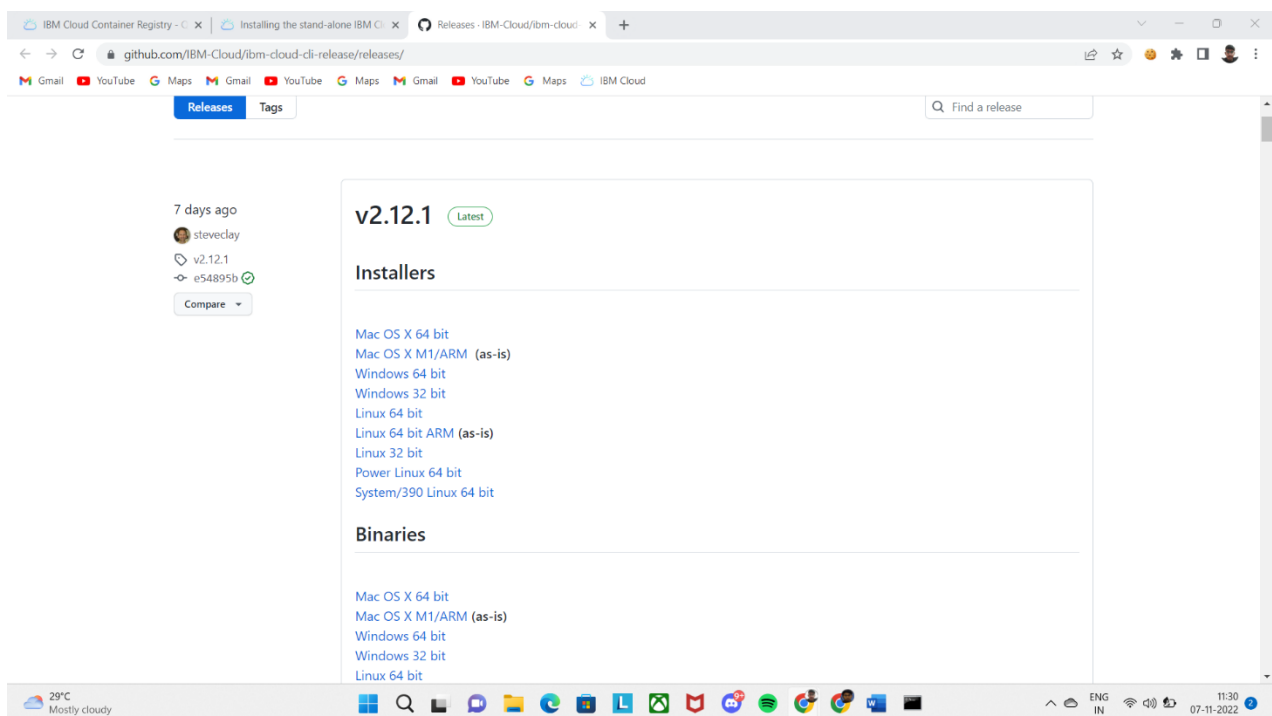 IBM Cloud Container Registry - C
Installing the stand-alone IBM Cl
Releases · IBM-Cloud/ibm-cloud-
github.com/IBM-Cloud/ibm-cloud-cli-release/releases/
Gmail YouTube Maps Gmail YouTube Maps Gmail YouTube Maps IBM Cloud
Releases Tags
Find a release
7 days ago
steveclay
v2.12.1
e54895b
Compare
v2.12.1 Latest
Installers
Mac OS X 64 bit
Mac OS X M1/ARM (as-is)
Windows 64 bit
Windows 32 bit
Linux 64 bit
Linux 64 bit ARM (as-is)
Linux 32 bit
Power Linux 64 bit
System/390 Linux 64 bit
Binaries
Mac OS X 64 bit
Mac OS X M1/ARM (as-is)
Windows 64 bit
Windows 32 bit
Linux 64 bit
29°C
Mostly cloudy
ENG
IN
11:30
07-11-2022
2